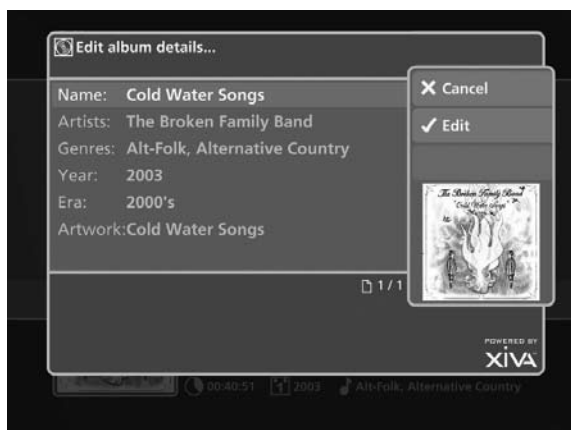 Edit album details...
Name: Cold Water Songs
Artists: The Broken Family Band
Genres: Alt-Folk, Alternative Country
Year: 2003
Era: 2000's
Artwork:Cold Water Songs
1 / 1
Cancel
Edit
The Broken Family Band
"Cold Water Songs"
POWERED BY
XiVA
00:40:51 1 2003 Alt-Folk, Alternative Country